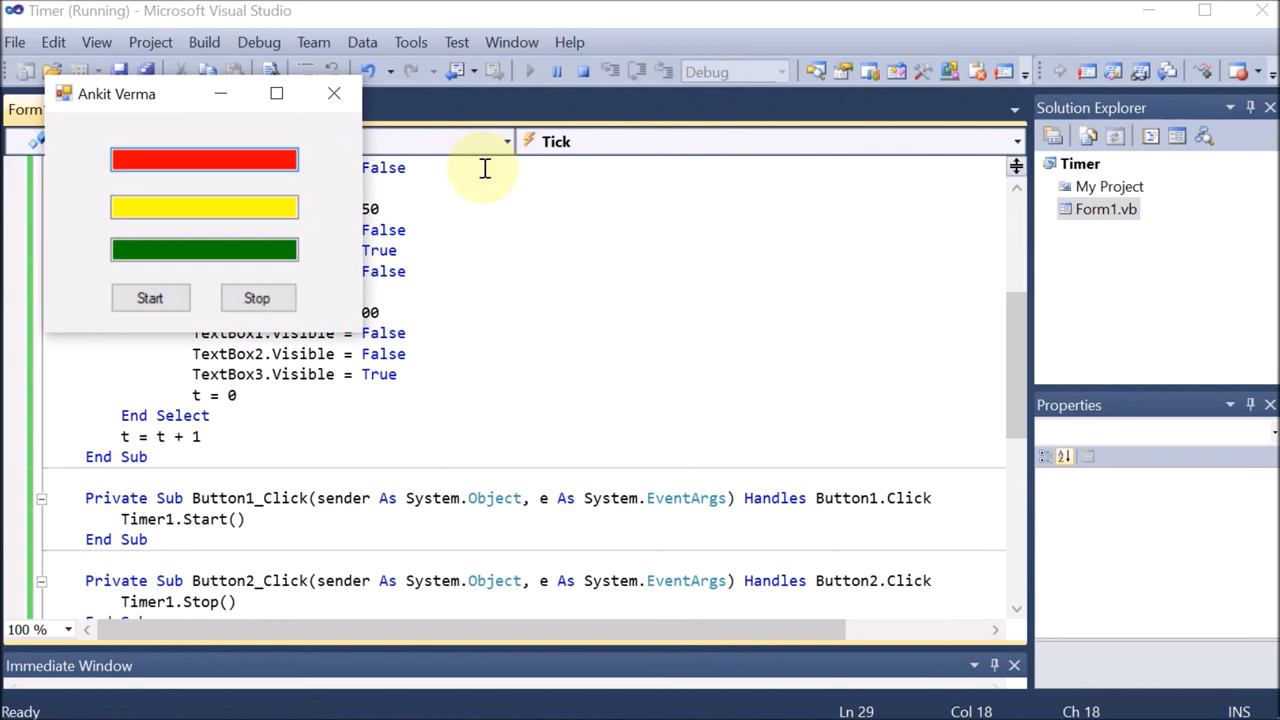 Timer (Running) - Microsoft Visual Studio
File Edit View Project Build Debug Team Data Tools Test Window Help
Debug
Ankit Verma
Start Stop
Form1
Tick
False
50
False
True
False
00
TextBox1.Visible = False
TextBox2.Visible = False
TextBox3.Visible = True
t = 0
End Select
t = t + 1
End Sub
Private Sub Button1_Click(sender As System.Object, e As System.EventArgs) Handles Button1.Click
Timer1.Start()
End Sub
Private Sub Button2_Click(sender As System.Object, e As System.EventArgs) Handles Button2.Click
Timer1.Stop()
End Sub
100 %
Immediate Window
Solution Explorer
Timer
My Project
Form1.vb
Properties
Ready Ln 29 Col 18 Ch 18 INS